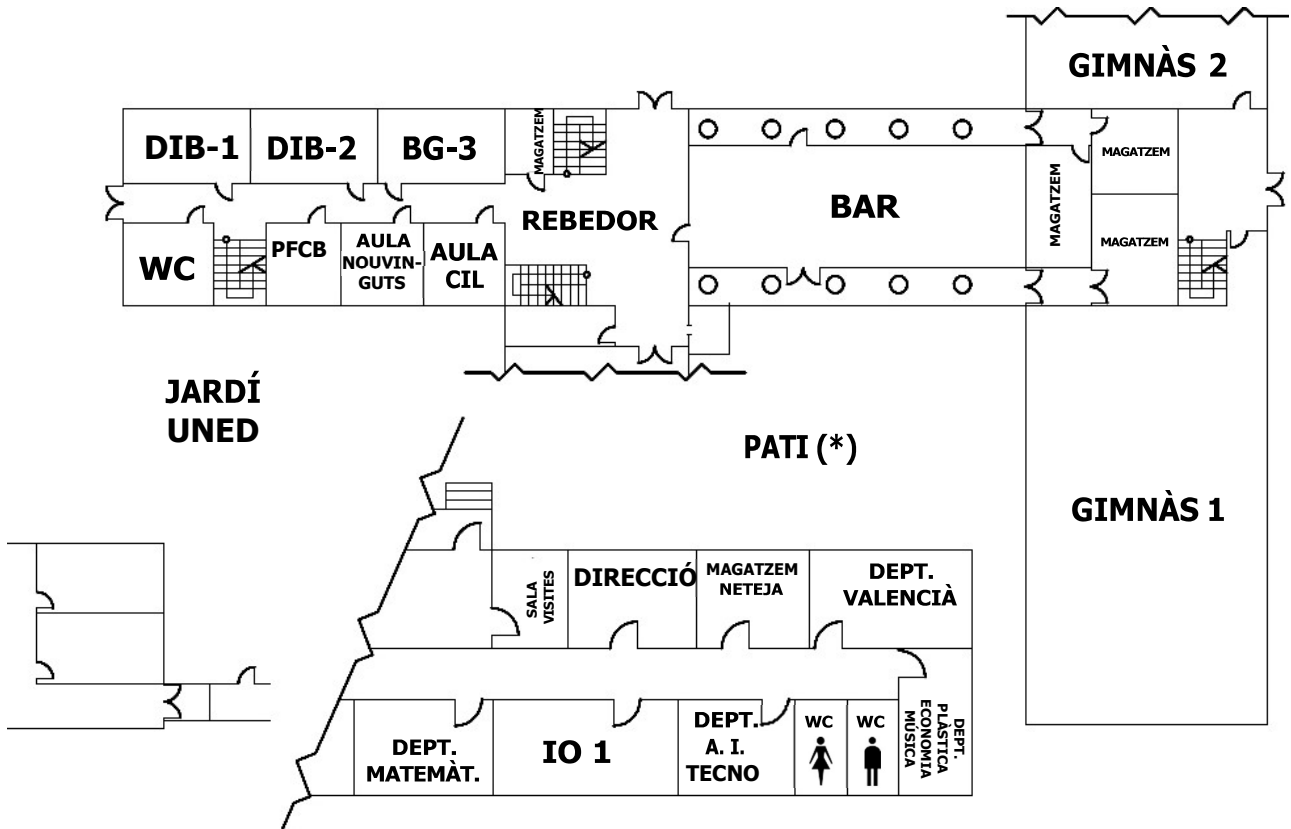 GIMNÀS 2
DIB-1
DIB-2
BG-3
MAGATZEM
MAGATZEM
REBEDOR
BAR
MAGATZEM
MAGATZEM
WC
PFCB
AULA
NOUVIN-
GUTS
AULA
CIL
JARDÍ
UNED
PATI (*)
GIMNÀS 1
SALA
VISITES
DIRECCIÓ
MAGATZEM
NETEJA
DEPT.
VALENCIÀ
DEPT.
MATEMÀT.
IO 1
DEPT.
A. I.
TECNO
WC
WC
DEPT.
PLÀSTICA
ECONOMIA
MÚSICA